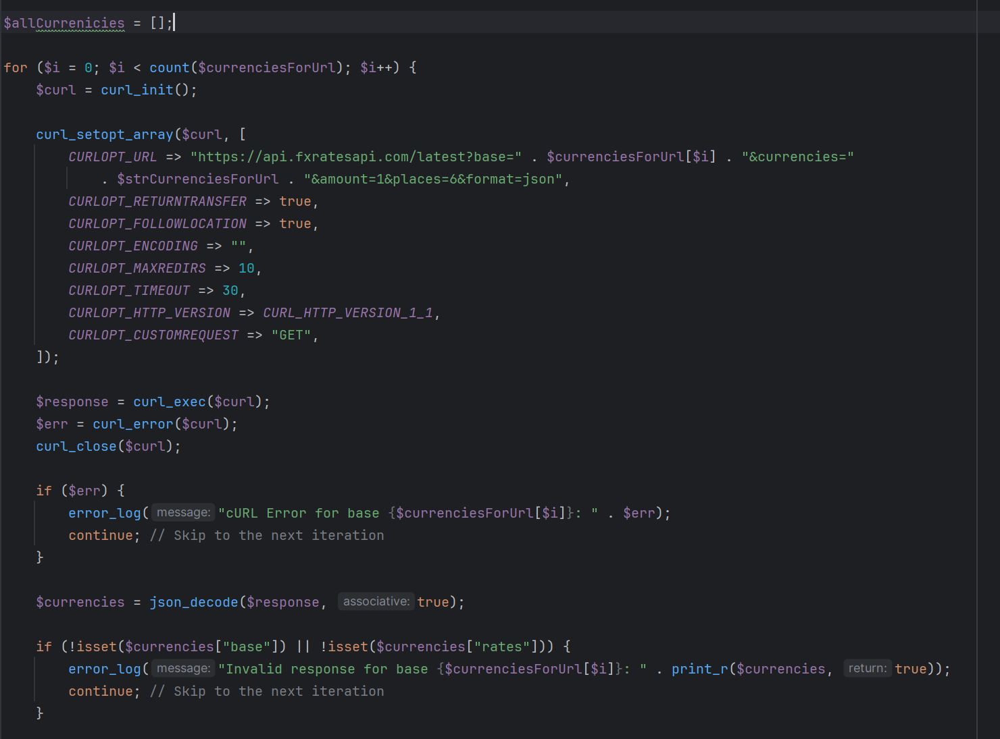 $allCurrenicies = [];
for ($i = 0; $i < count($currenciesForUrl); $i++) {
$curl = curl_init();
curl_setopt_array($curl, [
CURLOPT_URL => "https://api.fxratesapi.com/latest?base=" . $currenciesForUrl[$i] . "&currencies="
. $strCurrenciesForUrl . "&amount=1&places=6&format=json",
CURLOPT_RETURNTRANSFER => true,
CURLOPT_FOLLOWLOCATION => true,
CURLOPT_ENCODING => "",
CURLOPT_MAXREDIRS => 10,
CURLOPT_TIMEOUT => 30,
CURLOPT_HTTP_VERSION => CURL_HTTP_VERSION_1_1,
CURLOPT_CUSTOMREQUEST => "GET",
]);
$response = curl_exec($curl);
$err = curl_error($curl);
curl_close($curl);
if ($err) {
error_log( message: "cURL Error for base {$currenciesForUrl[$i]}: " . $err);
continue; // Skip to the next iteration
}
$currencies = json_decode($response, associative: true);
if (!isset($currencies["base"]) || !isset($currencies["rates"])) {
error_log( message: "Invalid response for base {$currenciesForUrl[$i]}: " . print_r($currencies, return: true));
continue; // Skip to the next iteration
}